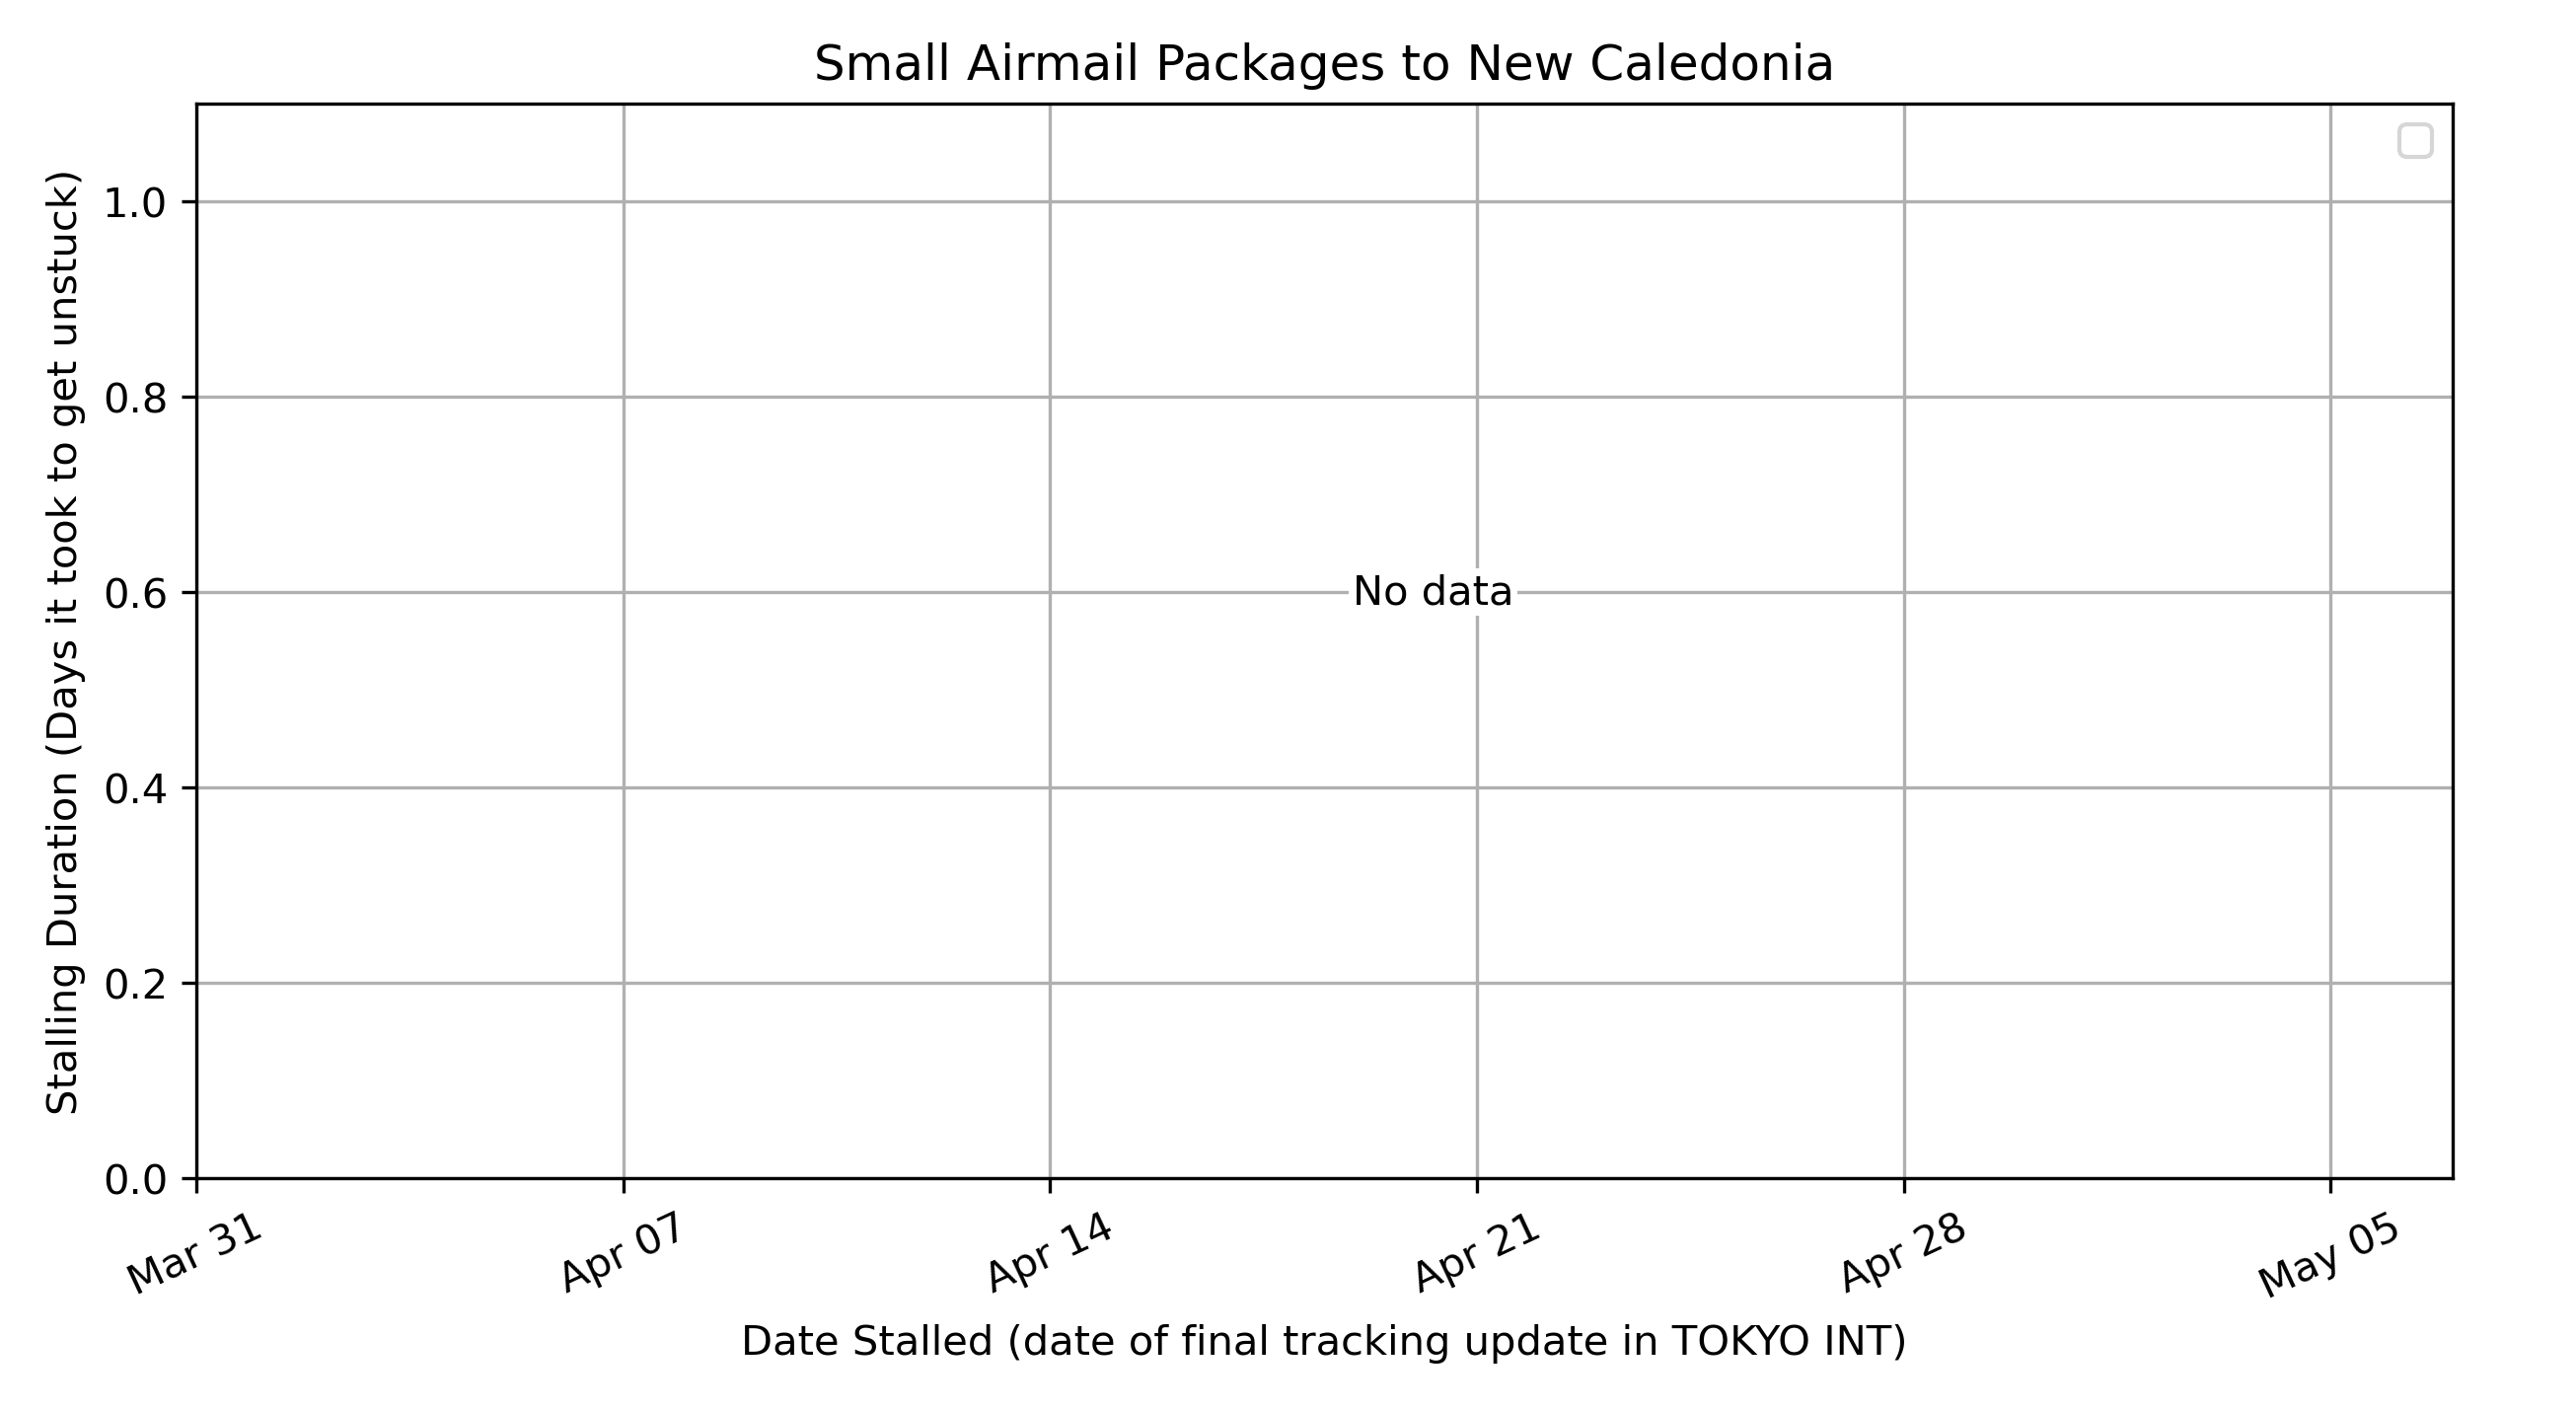 Small Airmail Packages to New Caledonia
Stalling Duration (Days it took to get unstuck)
1.0
0.8
0.6
0.4
0.2
0.0
No data
Mar 31
Apr 07
Apr 14
Apr 21
Apr 28
May 05
Date Stalled (date of final tracking update in TOKYO INT)